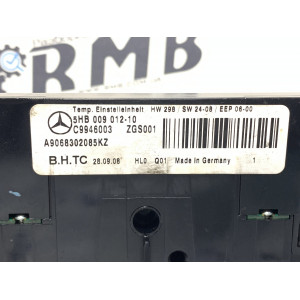 RMB
Temp. Einstelleinheit HW 298 / SW 24-08 / EEP 06-00
5HB 009 012-10
C9946003 ZGS001
A9068302085KZ
B.H.TC 28.09.08 HL0 Q01 Made in Germany 1